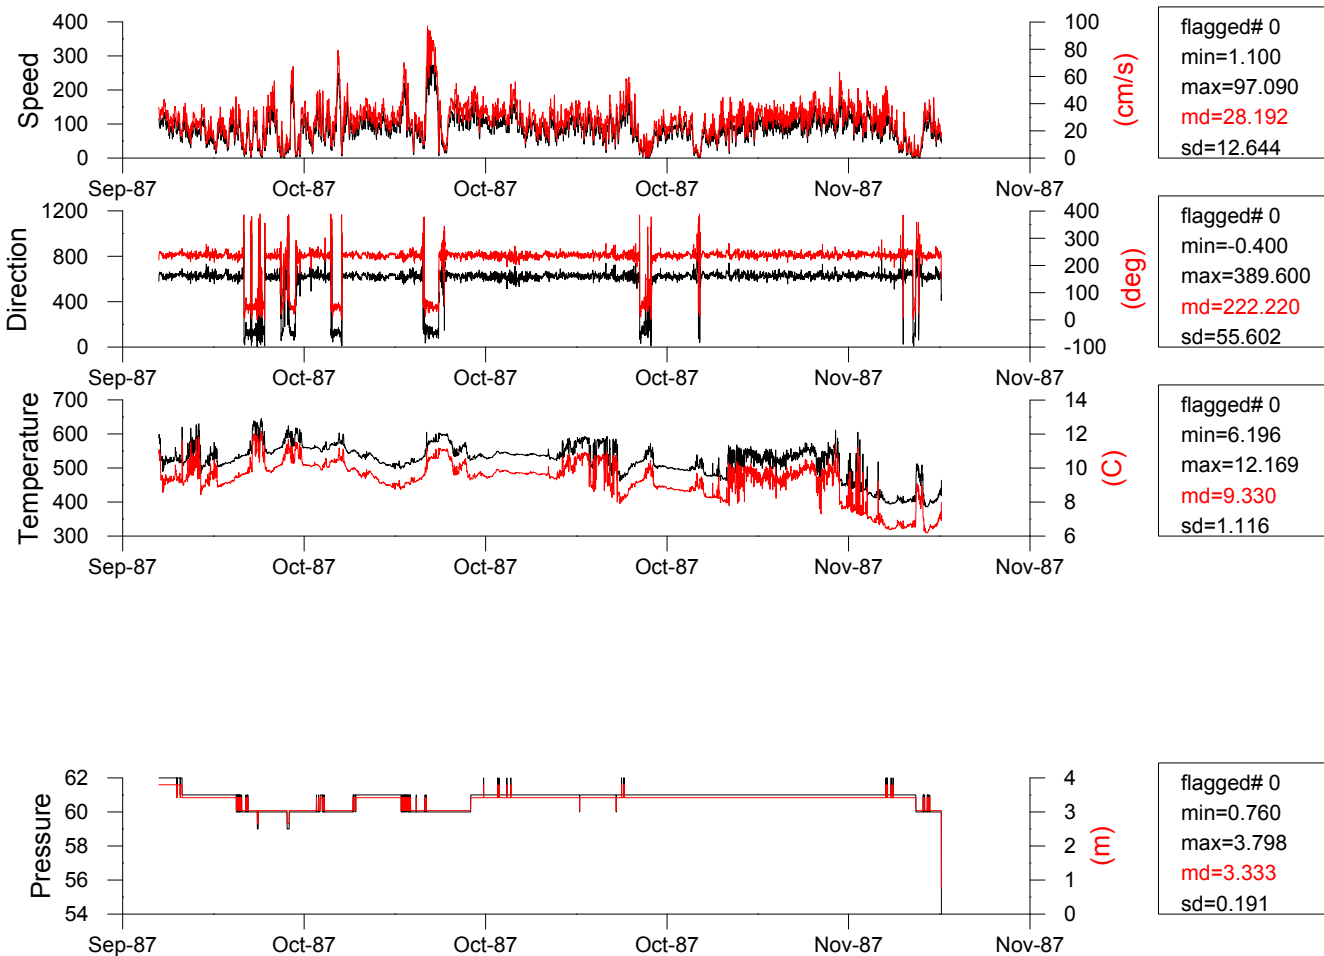 400
300
200
100
0
Speed
100
80
60
40
20
0
(cm/s)
Sep-87 Oct-87 Oct-87 Oct-87 Nov-87 Nov-87
flagged# 0
min=1.100
max=97.090
md=28.192
sd=12.644
1200
800
400
0
Direction
400
300
200
100
0
-100
(deg)
Sep-87 Oct-87 Oct-87 Oct-87 Nov-87 Nov-87
flagged# 0
min=-0.400
max=389.600
md=222.220
sd=55.602
700
600
500
400
300
Temperature
14
12
10
8
6
(C)
Sep-87 Oct-87 Oct-87 Oct-87 Nov-87 Nov-87
flagged# 0
min=6.196
max=12.169
md=9.330
sd=1.116
62
60
58
56
54
Pressure
4
3
2
1
0
(m)
Sep-87 Oct-87 Oct-87 Oct-87 Nov-87 Nov-87
flagged# 0
min=0.760
max=3.798
md=3.333
sd=0.191